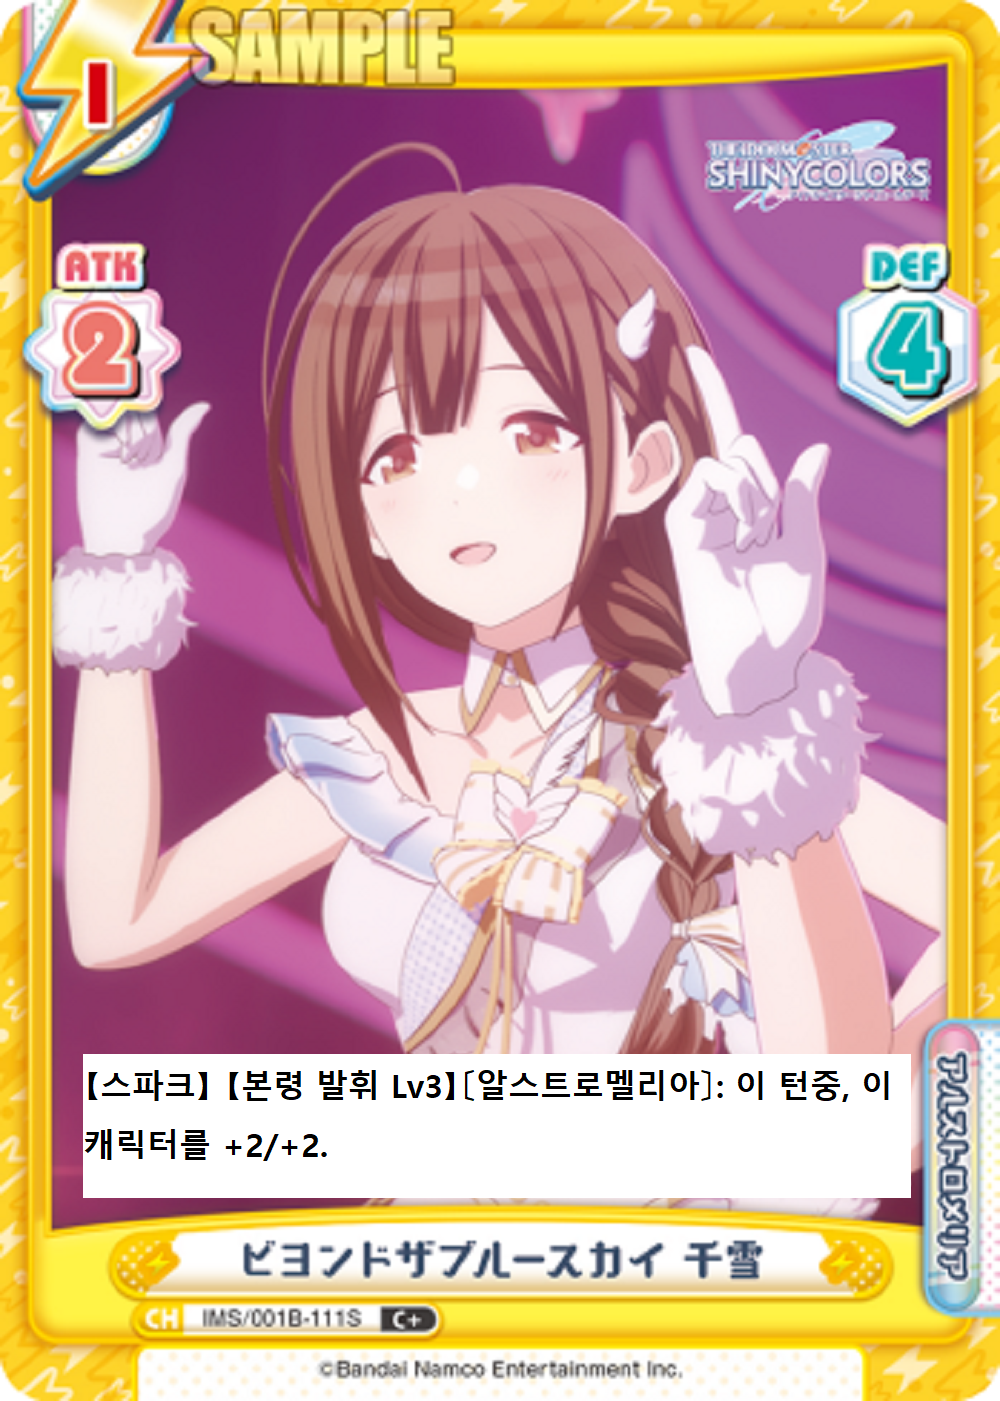 SAMPLE
1
THE IDOLM@STER
SHINYCOLORS
ATK
2
DEF
4
【스파크】 【본령 발휘 Lv3】〔알스트로멜리아〕: 이 턴중, 이
캐릭터를 +2/+2.
アルストロメリア
ビヨンドザブルースカイ 千雪
CH IMS/001B-111S C+
©Bandai Namco Entertainment Inc.